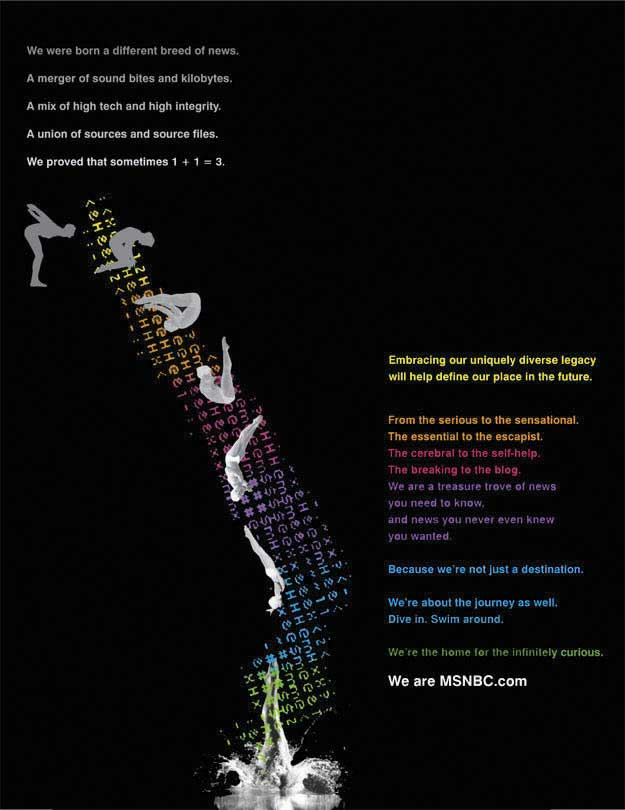 We were born a different breed of news.
A merger of sound bites and kilobytes.
A mix of high tech and high integrity.
A union of sources and source files.
We proved that sometimes 1 + 1 = 3.
Embracing our uniquely diverse legacy
will help define our place in the future.
From the serious to the sensational.
The essential to the escapist.
The cerebral to the self-help.
The breaking to the blog.
We are a treasure trove of news
you need to know,
and news you never even knew
you wanted.
Because we're not just a destination.
We're about the journey as well.
Dive in. Swim around.
We're the home for the infinitely curious.
We are MSNBC.com